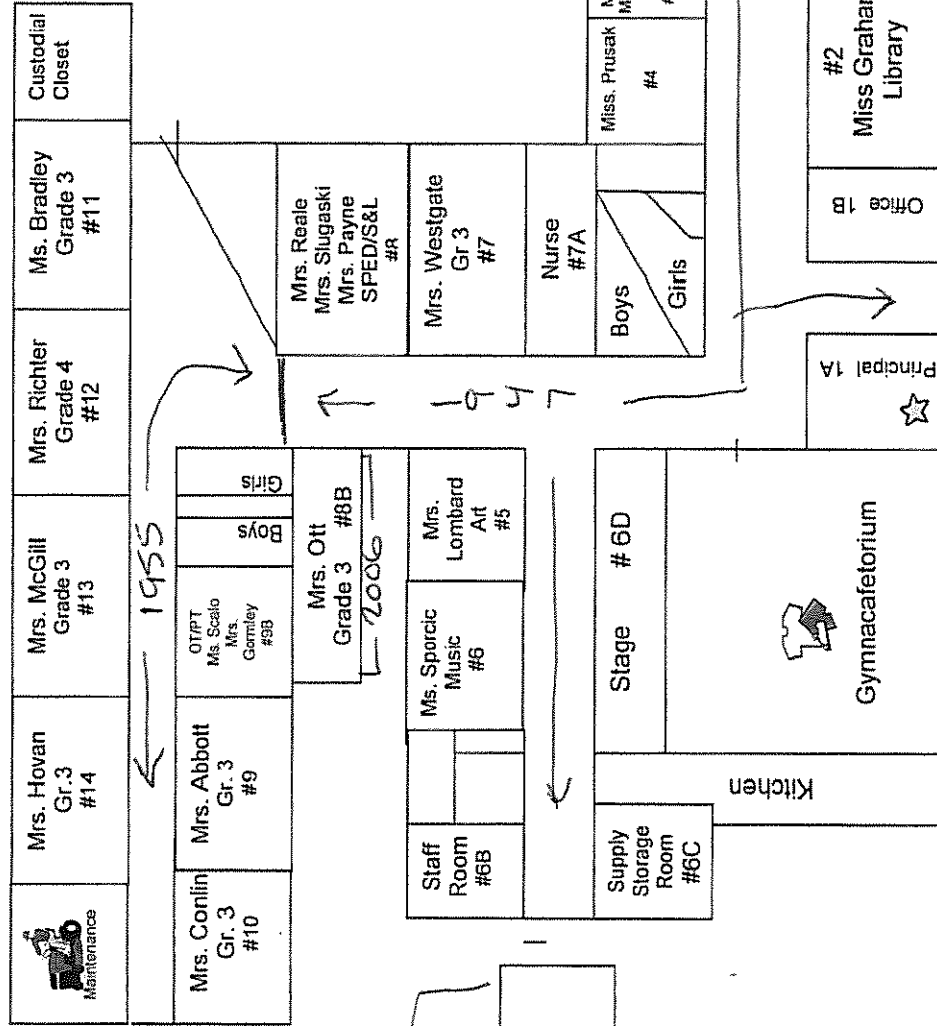 Maintenance
Mrs. Hovan
Gr.3
#14
Mrs. McGill
Grade 3
#13
Mrs. Richter
Grade 4
#12
Ms. Bradley
Grade 3
#11
Custodial
Closet
1955
Mrs. Conlin
Gr. 3
#10
Mrs. Abbott
Gr. 3
#9
OT/PT
Ms. Scalo
Mrs.
Gormley
#9B
Boys
Girls
Mrs. Ott
Grade 3 #8B
2006
Mrs. Reale
Mrs. Slugaski
Mrs. Payne
SPED/S&L
#8
Mrs. Westgate
Gr 3
#7
Nurse
#7A
Boys
Girls
Miss. Prusak
#4
1947
Staff
Room
#6B
Ms. Sporcic
Music
#6
Mrs.
Lombard
Art
#5
Supply
Storage
Room
#6C
Stage # 6D
Kitchen
Gymnacafetorium
Principal 1A
Office 1B
#2
Library